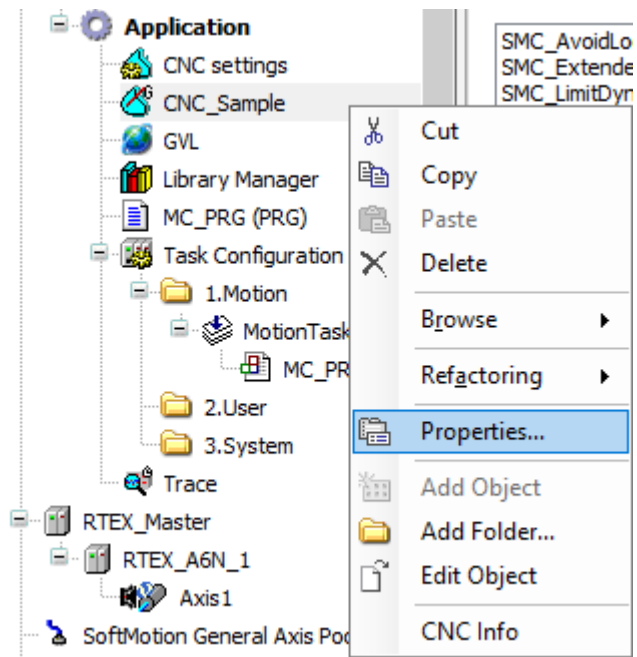 Application
CNC settings
CNC_Sample
GVL
Library Manager
MC_PRG (PRG)
Task Configuration
1.Motion
MotionTask
MC_PR
2.User
3.System
Trace
RTEX_Master
RTEX_A6N_1
Axis1
SoftMotion General Axis Poo
SMC_AvoidLo
SMC_Extende
SMC_LimitDyn
Cut
Copy
Paste
Delete
Browse
Refactoring
Properties...
Add Object
Add Folder...
Edit Object
CNC Info